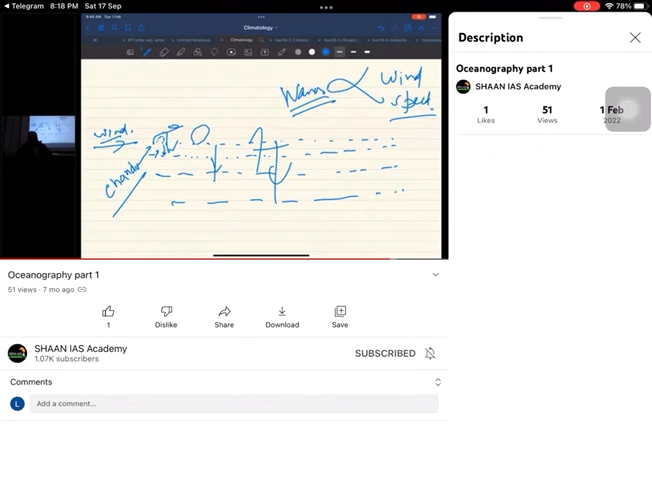 Telegram 8:18 PM Sat 17 Sep
78%
Climatology
Wind
speed
wind.
Description
Oceanography part 1
SHAAN IAS Academy
1 51 1 Feb
Likes Views 2022
Oceanography part 1
51 views · 7 mo ago
1 Dislike Share Download Save
SHAAN IAS Academy
1.07K subscribers
SUBSCRIBED
Comments
L Add a comment...